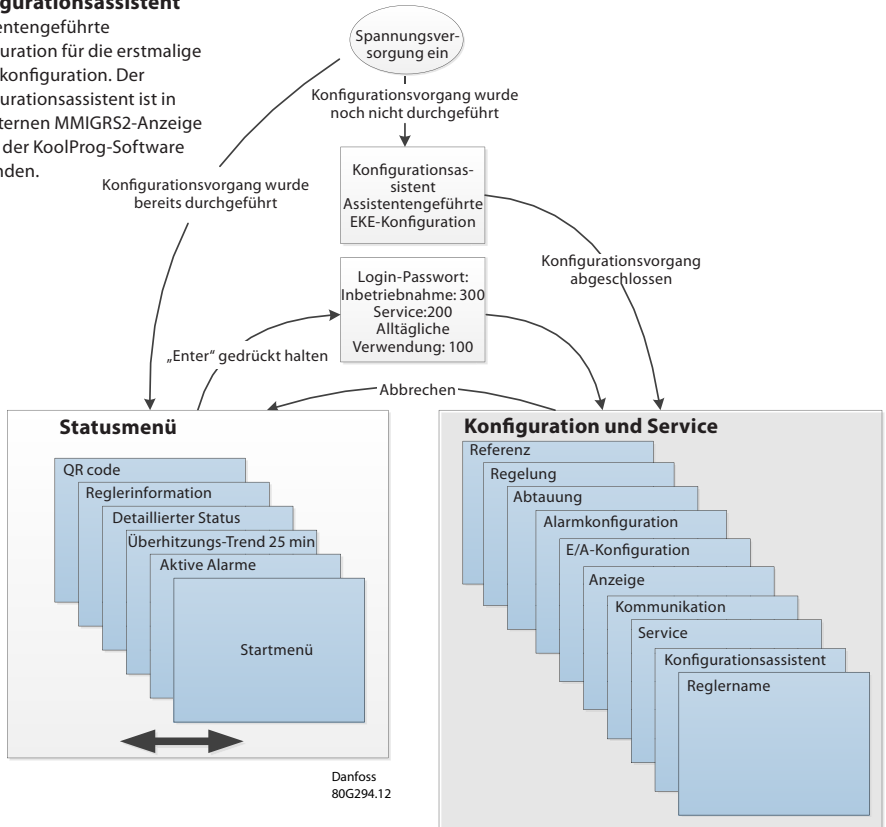 gurationsassistent
entengeführte
uration für die erstmalige
konfiguration. Der
urationsassistent ist in
ternen MMIGRS2-Anzeige
der KoolProg-Software
nden.
Spannungsver-
sorgung ein
Konfigurationsvorgang wurde
noch nicht durchgeführt
Konfigurationsvorgang wurde
bereits durchgeführt
Konfigurationsas-
sistent
Assistentengeführte
EKE-Konfiguration
Konfigurationsvorgang
abgeschlossen
Login-Passwort:
Inbetriebnahme: 300
Service:200
Alltägliche
Verwendung: 100
„Enter“ gedrückt halten
Abbrechen
Statusmenü
QR code
Reglerinformation
Detaillierter Status
Überhitzungs-Trend 25 min
Aktive Alarme
Startmenü
Danfoss
80G294.12
Konfiguration und Service
Referenz
Regelung
Abtauung
Alarmkonfiguration
E/A-Konfiguration
Anzeige
Kommunikation
Service
Konfigurationsassistent
Reglername